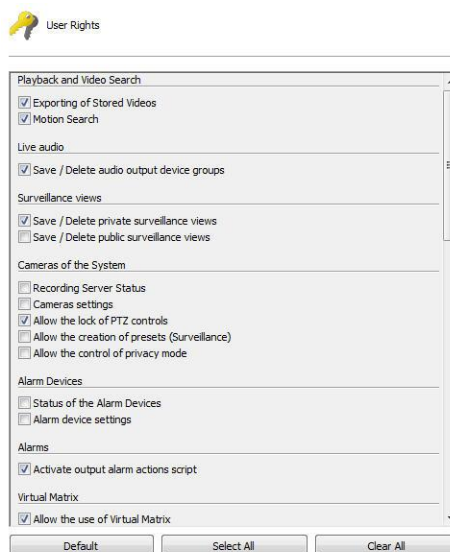 User Rights
Playback and Video Search
Exporting of Stored Videos
Motion Search
Live audio
Save / Delete audio output device groups
Surveillance views
Save / Delete private surveillance views
Save / Delete public surveillance views
Cameras of the System
Recording Server Status
Cameras settings
Allow the lock of PTZ controls
Allow the creation of presets (Surveillance)
Allow the control of privacy mode
Alarm Devices
Status of the Alarm Devices
Alarm device settings
Alarms
Activate output alarm actions script
Virtual Matrix
Allow the use of Virtual Matrix
Default Select All Clear All